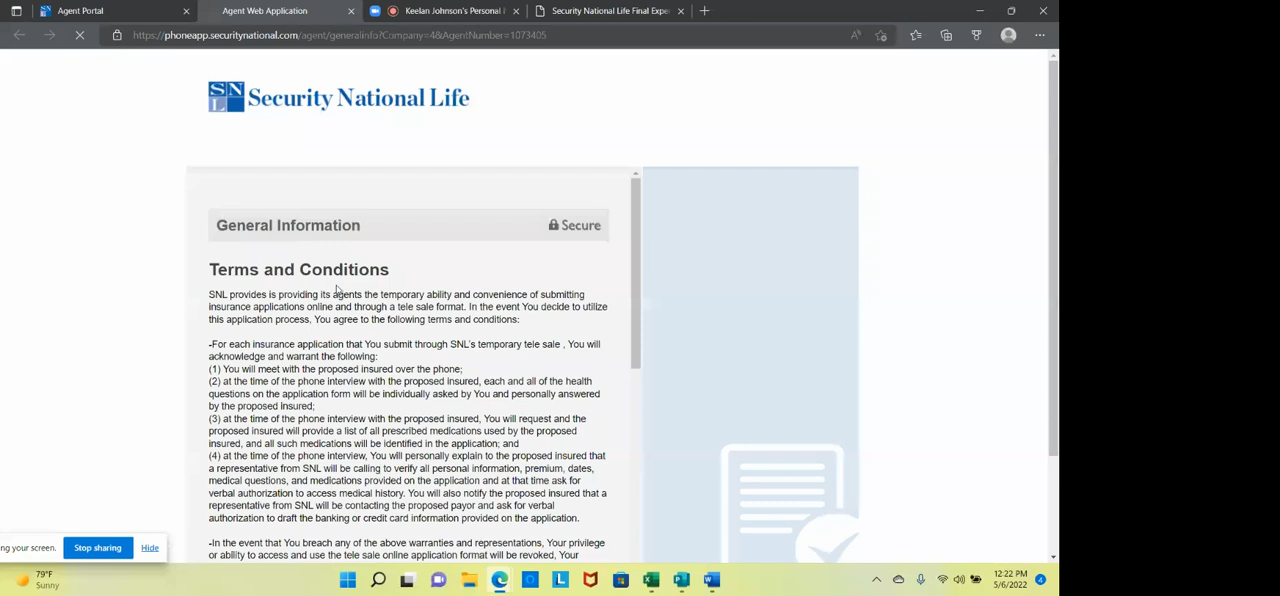 Agent Portal
Agent Web Application
Keelan Johnson's Personal
Security National Life Final Expe
https://phoneapp.securitynational.com/agent/generalinfo?Company=4&AgentNumber=1073405
SNL Security National Life
General Information
Secure
Terms and Conditions
SNL provides is providing its agents the temporary ability and convenience of submitting
insurance applications online and through a tele sale format. In the event You decide to utilize
this application process, You agree to the following terms and conditions:
-For each insurance application that You submit through SNL's temporary tele sale , You will
acknowledge and warrant the following:
(1) You will meet with the proposed insured over the phone;
(2) at the time of the phone interview with the proposed insured, each and all of the health
questions on the application form will be individually asked by You and personally answered
by the proposed insured;
(3) at the time of the phone interview with the proposed insured, You will request and the
proposed insured will provide a list of all prescribed medications used by the proposed
insured, and all such medications will be identified in the application; and
(4) at the time of the phone interview, You will personally explain to the proposed insured that
a representative from SNL will be calling to verify all personal information, premium, dates,
medical questions, and medications provided on the application and at that time ask for
verbal authorization to access medical history. You will also notify the proposed insured that a
representative from SNL will be contacting the proposed payor and ask for verbal
authorization to draft the banking or credit card information provided on the application.
-In the event that You breach any of the above warranties and representations, Your privilege
or ability to access and use the tele sale online application format will be revoked, Your
ng your screen.
Stop sharing
Hide
79°F
Sunny
12:22 PM
5/6/2022
4